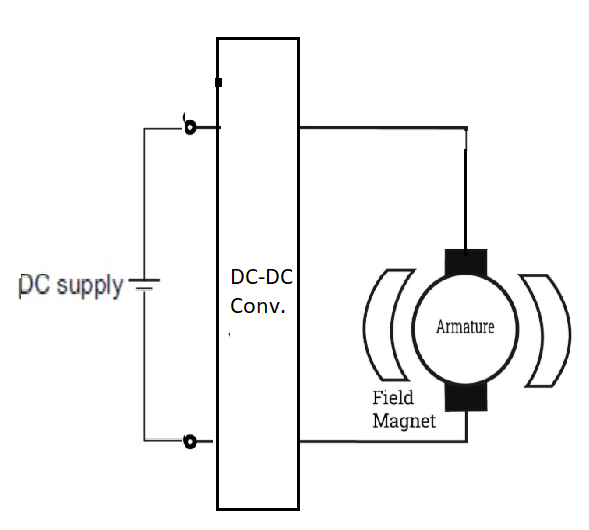 DC supply
DC-DC
Conv.
Armature
Field
Magnet